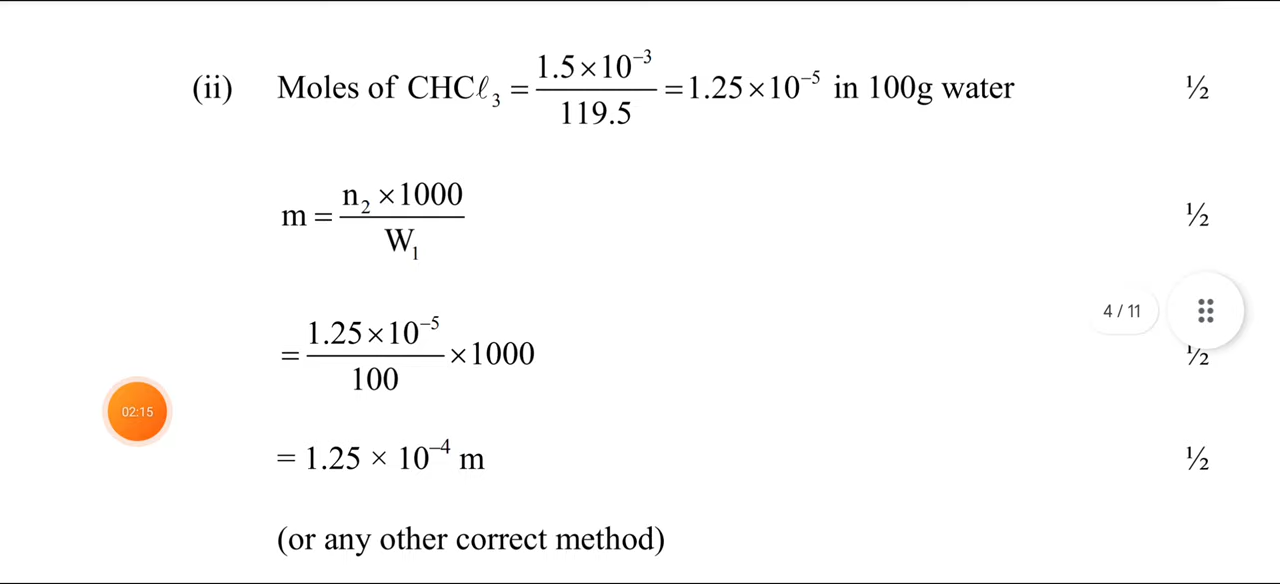 (ii) Moles of CHCℓ₃ = 1.5×10⁻³ / 119.5 = 1.25×10⁻⁵ in 100g water ½
m = n₂ ×1000 / W₁ ½
4 / 11
= 1.25×10⁻⁵ / 100 ×1000 ½
02:15
= 1.25 × 10⁻⁴ m ½
(or any other correct method)